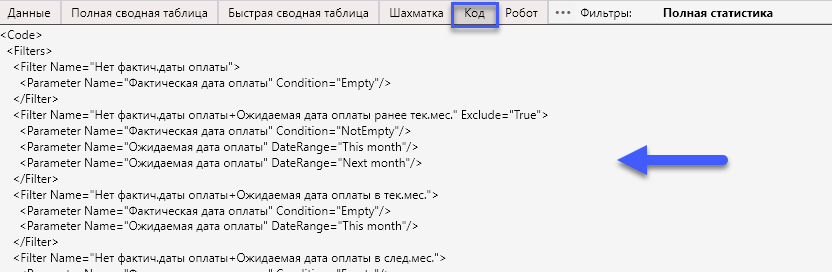 Данные Полная сводная таблица Быстрая сводная таблица Шахматка Код Робот ••• Фильтры: Полная статистика
<Code>
<Filters>
<Filter Name="Нет фактич.даты оплаты">
<Parameter Name="Фактическая дата оплаты" Condition="Empty"/>
</Filter>
<Filter Name="Нет фактич.даты оплаты+Ожидаемая дата оплаты ранее тек.мес." Exclude="True">
<Parameter Name="Фактическая дата оплаты" Condition="NotEmpty"/>
<Parameter Name="Ожидаемая дата оплаты" DateRange="This month"/>
<Parameter Name="Ожидаемая дата оплаты" DateRange="Next month"/>
</Filter>
<Filter Name="Нет фактич.даты оплаты+Ожидаемая дата оплаты в тек.мес.">
<Parameter Name="Фактическая дата оплаты" Condition="Empty"/>
<Parameter Name="Ожидаемая дата оплаты" DateRange="This month"/>
</Filter>
<Filter Name="Нет фактич.даты оплаты+Ожидаемая дата оплаты в след.мес.">